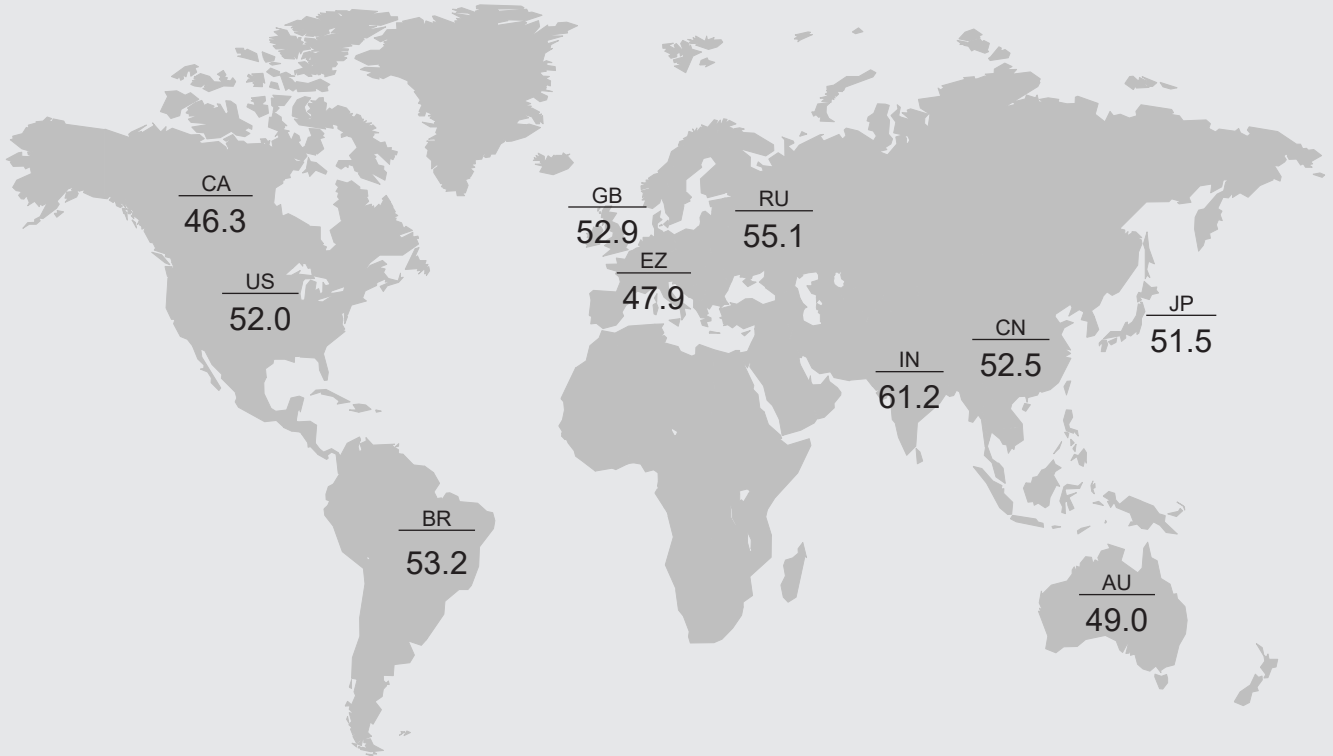 CA
46.3
GB
52.9
RU
55.1
EZ
47.9
US
52.0
JP
51.5
CN
52.5
IN
61.2
BR
53.2
AU
49.0